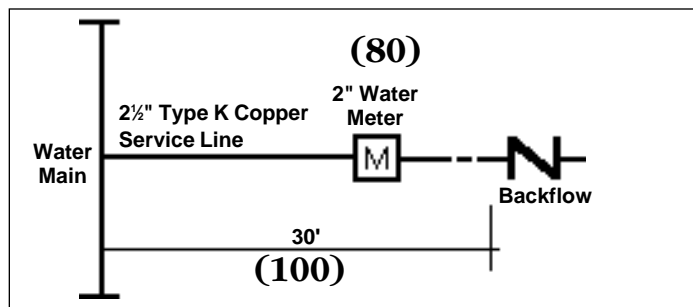 (80)
2½" Type K Copper
Service Line
2" Water
Meter
Water
Main
M
Backflow
30'
(100)